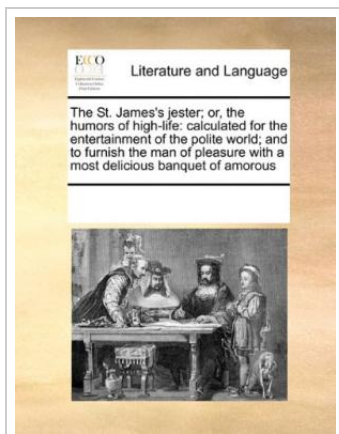 ECCO
Literature and Language
The St. James's jester; or, the
humors of high-life: calculated for the
entertainment of the polite world; and
to furnish the man of pleasure with a
most delicious banquet of amorous